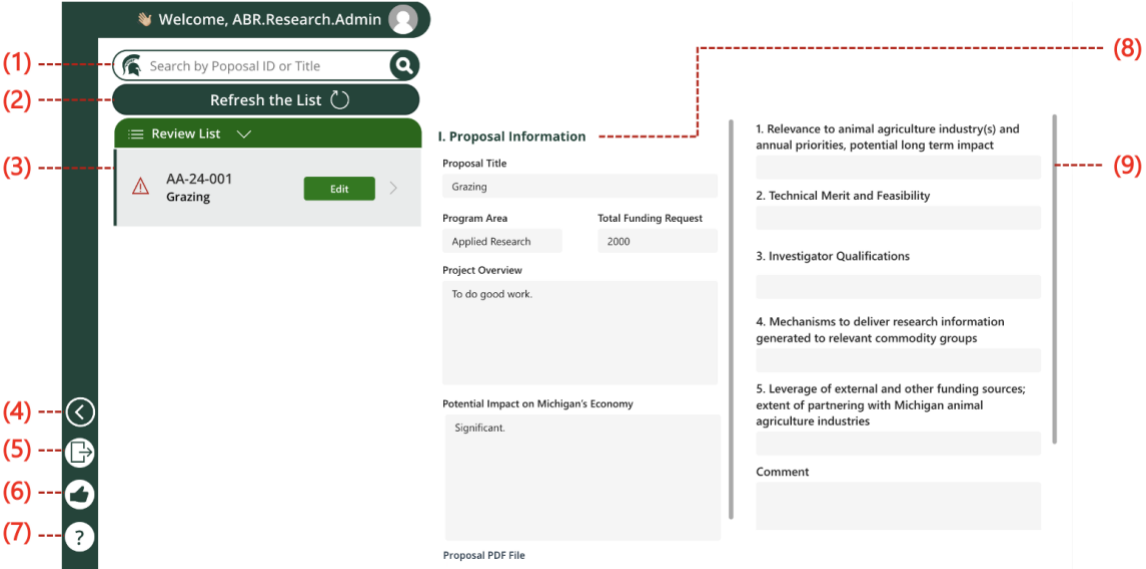 Welcome, ABR.Research.Admin
(1)
Search by Poposal ID or Title
(2)
Refresh the List
Review List
(3)
AA-24-001
Grazing
Edit
(4)
(5)
(6)
(7)
?
(8)
I. Proposal Information
Proposal Title
Grazing
Program Area
Total Funding Request
Applied Research
2000
Project Overview
To do good work.
Potential Impact on Michigan's Economy
Significant.
Proposal PDF File
(9)
1. Relevance to animal agriculture industry(s) and
annual priorities, potential long term impact
2. Technical Merit and Feasibility
3. Investigator Qualifications
4. Mechanisms to deliver research information
generated to relevant commodity groups
5. Leverage of external and other funding sources;
extent of partnering with Michigan animal
agriculture industries
Comment